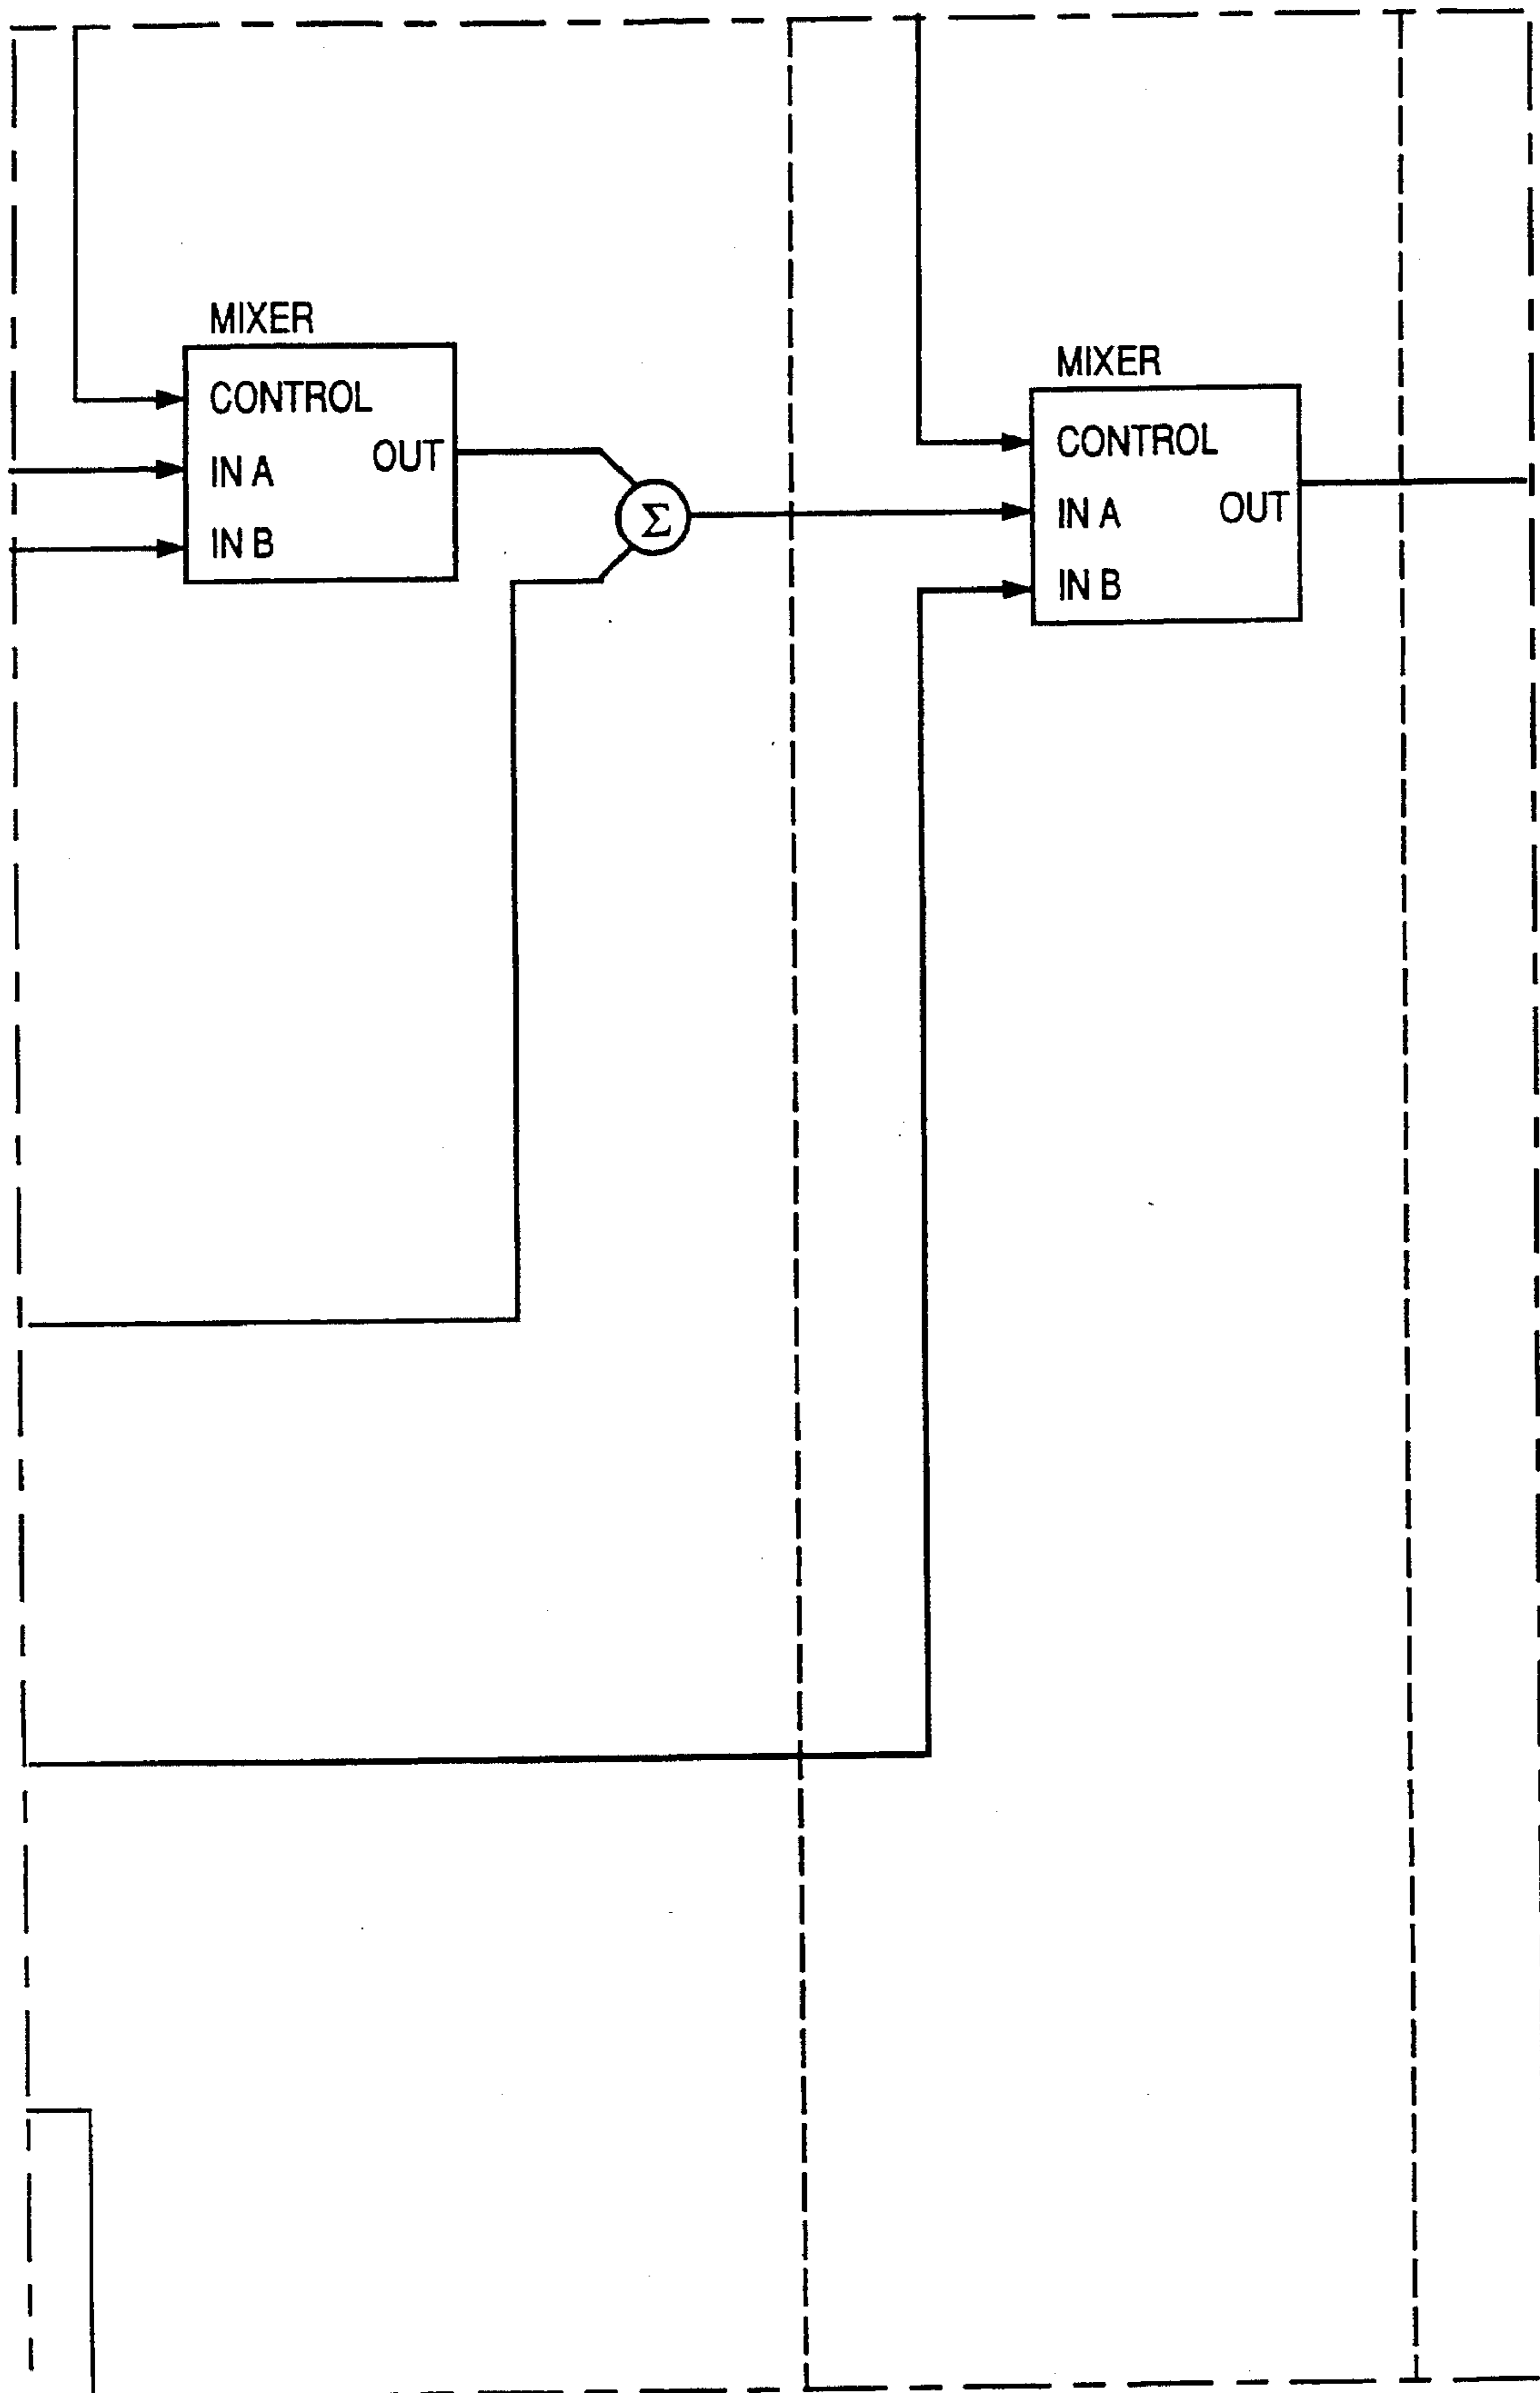 MIXER
CONTROL
OUT
IN A
IN B
Σ
MIXER
CONTROL
OUT
IN A
IN B